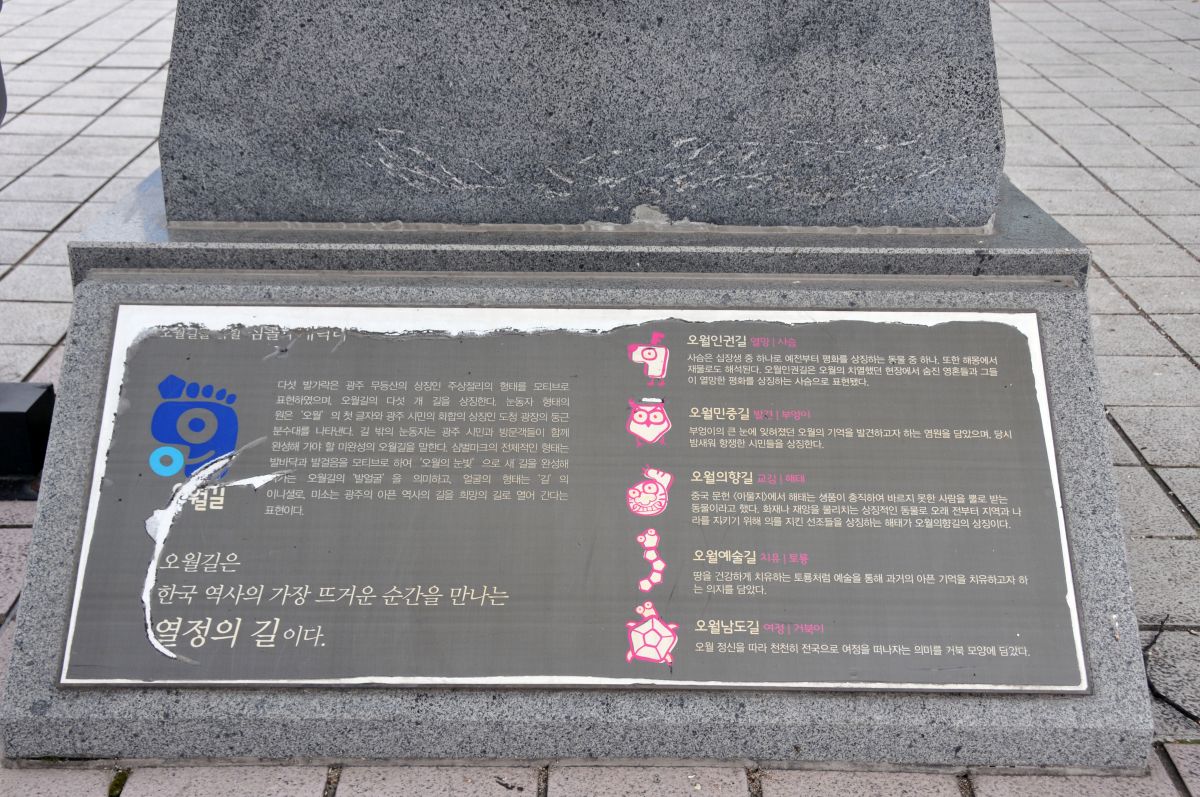 다섯 발가락은 광주 무등산의 상징인 주상절리의 형태를 모티브로
표현하였으며, 오월길의 다섯 개 길을 상징한다. 눈동자 형태의
원은 '오월' 의 첫 글자와 광주 시민의 화합의 상징인 도청 광장의 둥근
분수대를 나타낸다. 길 밖의 눈동자는 광주 시민과 방문객들이 함께
완성해 가야 할 미완성의 오월길을 말한다. 심벌마크의 전체적인 형태는
발바닥과 발걸음을 모티브로 하여 '오월의 눈빛' 으로 새 길을 완성해
가는 오월길의 '발얼굴' 을 의미하고, 얼굴의 형태는 '길' 의
이니셜로, 미소는 광주의 아픈 역사의 길을 희망의 길로 열어 간다는
표현이다.
오월길
오월길은
한국 역사의 가장 뜨거운 순간을 만나는
열정의 길이다.
오월인권길 열망 | 사슴
사슴은 십장생 중 하나로 예전부터 평화를 상징하는 동물 중 하나. 또한 해몽에서
재물로도 해석된다. 오월인권길은 오월의 치열했던 현장에서 숨진 영혼들과 그들
이 열망한 평화를 상징하는 사슴으로 표현됐다.
오월민중길 발견 | 부엉이
부엉이의 큰 눈에 잊혀졌던 오월의 기억을 발견하고자 하는 염원을 담았으며, 당시
밤새워 항쟁한 시민들을 상징한다.
오월의향길 교감 | 해태
중국 문헌 《이물지》에서 해태는 성품이 충직하여 바르지 못한 사람을 뿔로 받는
동물이라고 했다. 화재나 재앙을 물리치는 상징적인 동물로 오래 전부터 지역과 나
라를 지키기 위해 의를 지킨 선조들을 상징하는 해태가 오월의향길의 상징이다.
오월예술길 치유 | 토룡
땅을 건강하게 치유하는 토룡처럼 예술을 통해 과거의 아픈 기억을 치유하고자 하
는 의지를 담았다.
오월남도길 여정 | 거북이
오월 정신을 따라 천천히 전국으로 여정을 떠나자는 의미를 거북 모양에 담았다.